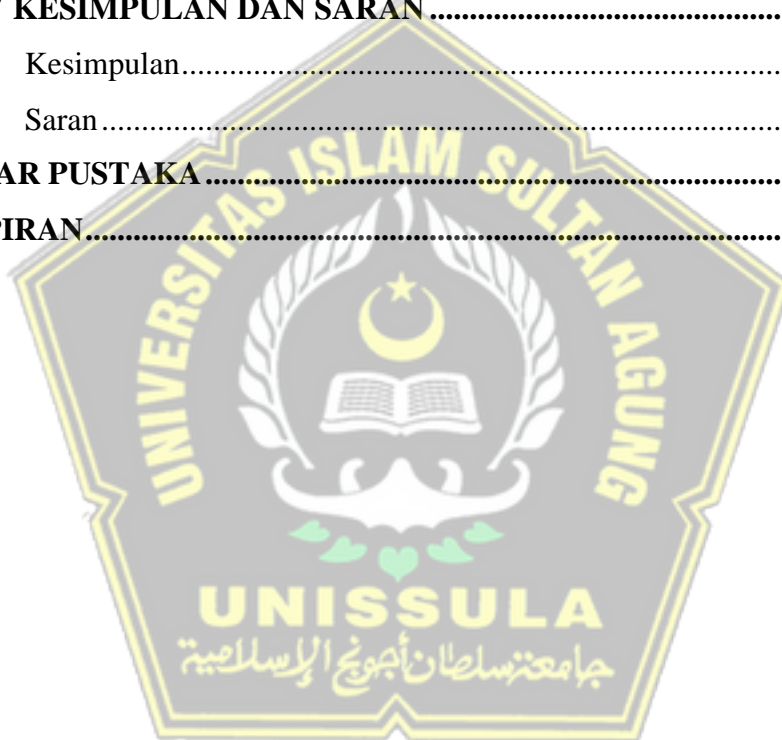 KESIMPULAN DAN SARAN ..........................................
Kesimpulan..............................................................
Saran......................................................................
AR PUSTAKA ...........................................................
PIRAN.......................................................................
UNIVERSITAS ISLAM SULTAN AGUNG
UNISSULA
جامعة سلطان أجونج الإسلامية